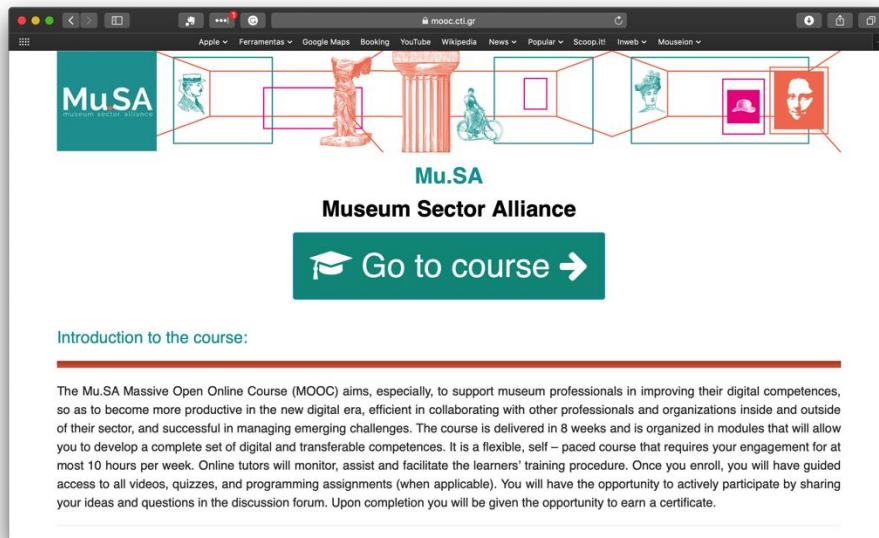 mooc.cti.gr
Apple Ferramentas Google Maps Booking YouTube Wikipedia News Popular Scoop.it! Inweb Mouseion
Mu.SA
museum sector alliance
Mu.SA
Museum Sector Alliance
Go to course
Introduction to the course:
The Mu.SA Massive Open Online Course (MOOC) aims, especially, to support museum professionals in improving their digital competences,
so as to become more productive in the new digital era, efficient in collaborating with other professionals and organizations inside and outside
of their sector, and successful in managing emerging challenges. The course is delivered in 8 weeks and is organized in modules that will allow
you to develop a complete set of digital and transferable competences. It is a flexible, self – paced course that requires your engagement for at
most 10 hours per week. Online tutors will monitor, assist and facilitate the learners' training procedure. Once you enroll, you will have guided
access to all videos, quizzes, and programming assignments (when applicable). You will have the opportunity to actively participate by sharing
your ideas and questions in the discussion forum. Upon completion you will be given the opportunity to earn a certificate.